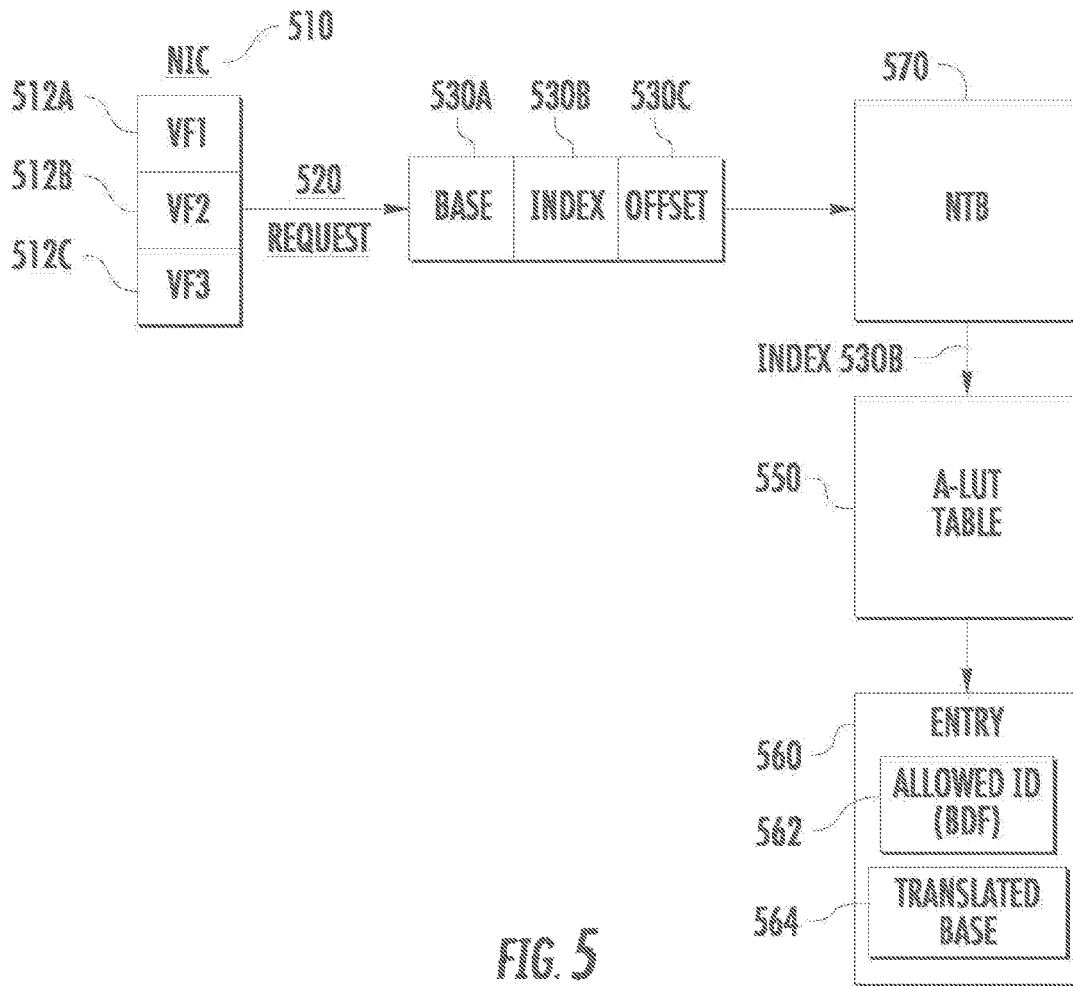 NIC
510
512A
VF1
512B
VF2
512C
VF3
520
REQUEST
530A
530B
530C
BASE
INDEX
OFFSET
570
NTB
INDEX 530B
550
A-LUT
TABLE
560
ENTRY
562
ALLOWED ID
(BDF)
564
TRANSLATED
BASE
FIG. 5